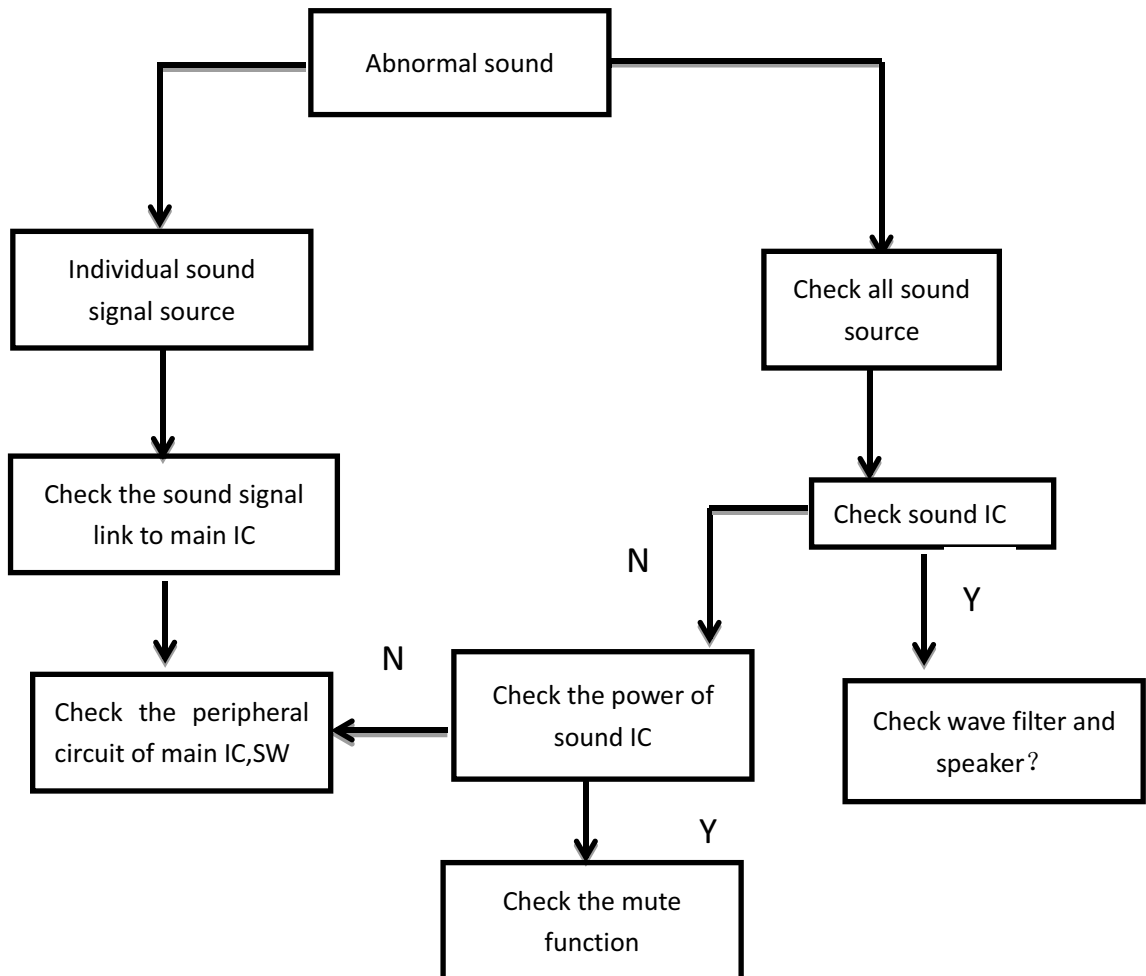 Abnormal sound
Individual sound
signal source
Check all sound
source
Check the sound signal
link to main IC
Check sound IC
N
Y
N
Check the peripheral
circuit of main IC,SW
Check the power of
sound IC
Check wave filter and
speaker？
Y
Check the mute
function